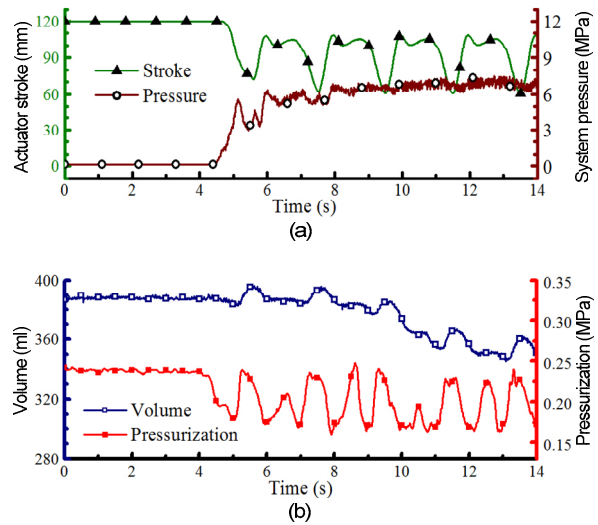 120
90
60
30
0
Actuator stroke (mm)
Stroke
Pressure
12
9
6
3
0
System pressure (MPa)
0 2 4 6 8 10 12 14
Time (s)
(a)
400
360
320
280
Volume (ml)
Volume
Pressurization
0.35
0.30
0.25
0.20
0.15
Pressurization (MPa)
0 2 4 6 8 10 12 14
Time (s)
(b)